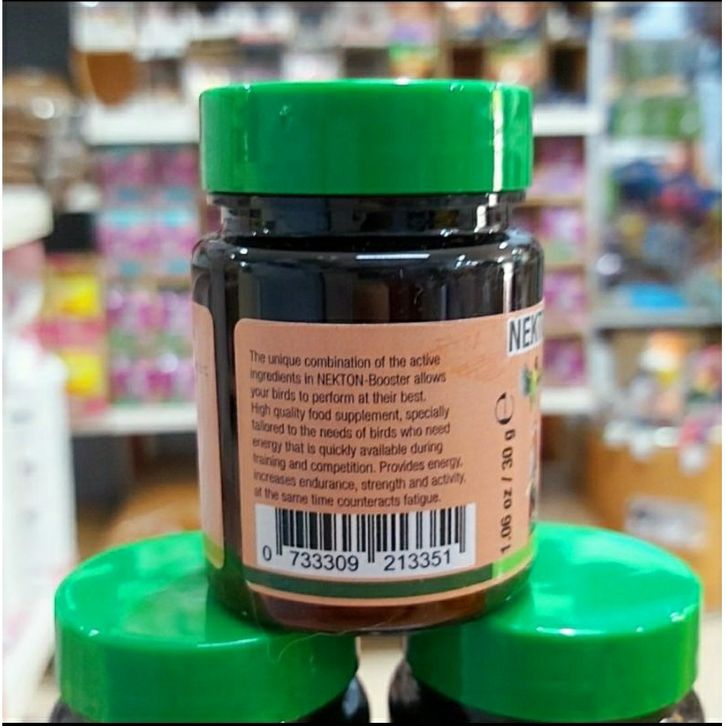 The unique combination of the active
ingredients in NEKTON-Booster allows
your birds to perform at their best.
High quality food supplement, specially
tailored to the needs of birds who need
energy that is quickly available during
training and competition. Provides energy,
increases endurance, strength and activity,
at the same time counteracts fatigue.
0 733309 213351
NEKT
1.06 oz / 30 g ℮